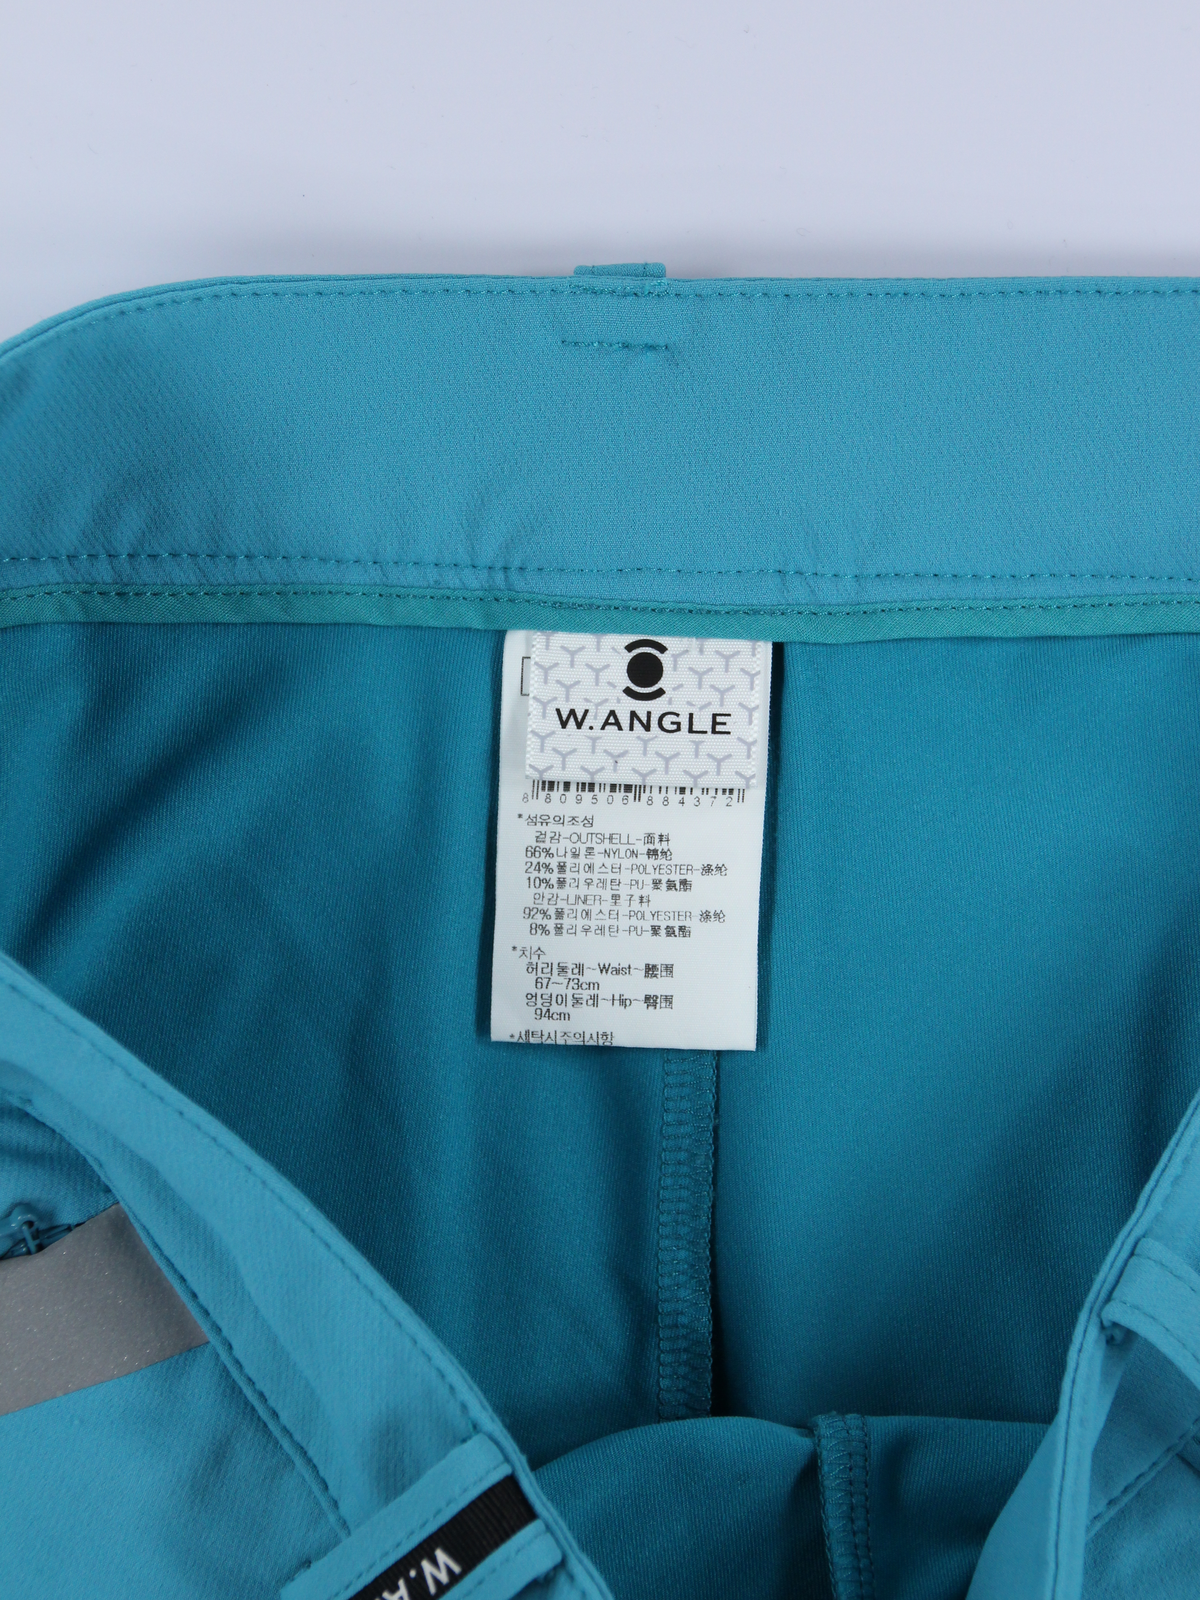 W.ANGLE
8 809506 884372
*섬유의조성
겉감-OUTSHELL-面料
66%나일론-NYLON-锦纶
24%폴리에스터-POLYESTER-涤纶
10%폴리우레탄-PU-聚氨酯
안감-LINER-里子料
92%폴리에스터-POLYESTER-涤纶
8%폴리우레탄-PU-聚氨酯
*치수
허리둘레~Waist~腰围
67~73cm
엉덩이둘레~Hip~臀围
94cm
*세탁시주의사항
W.A